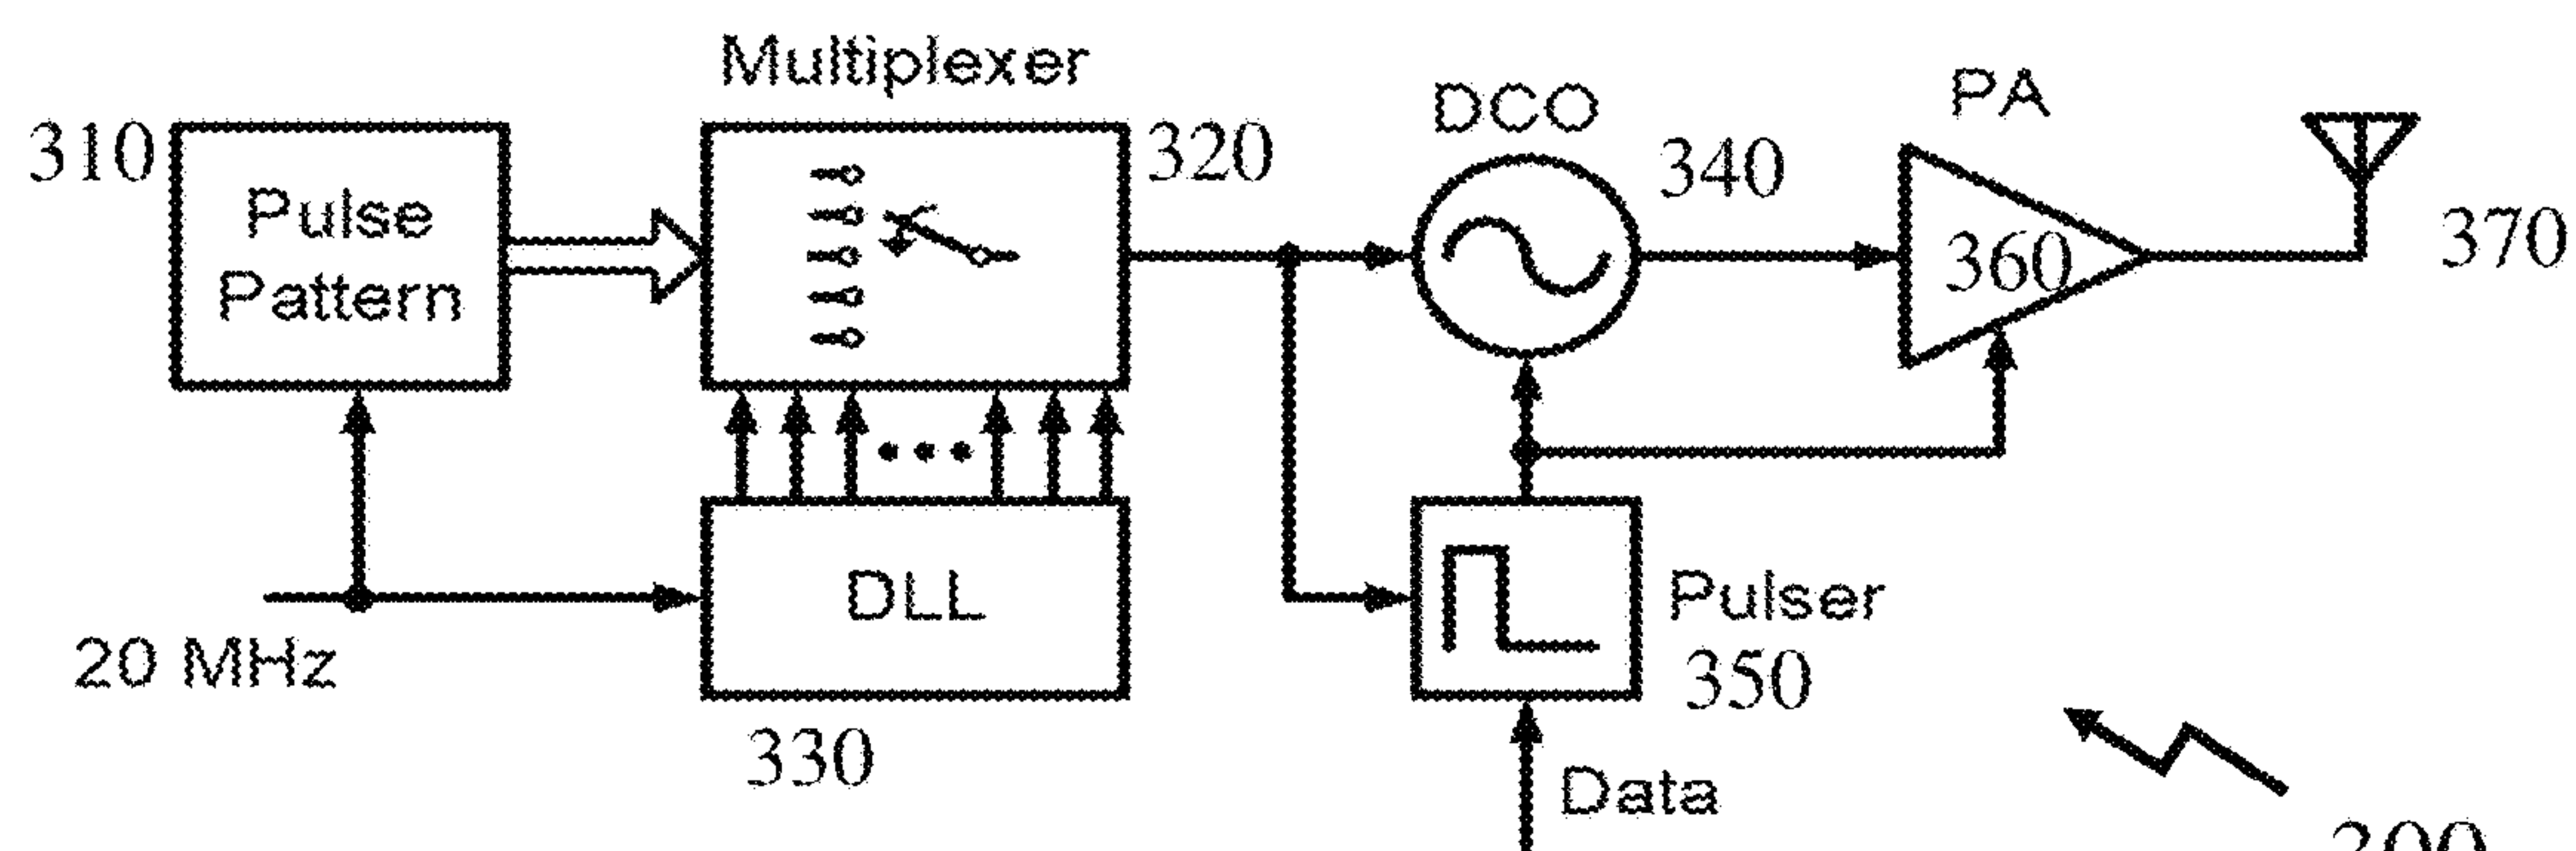 Multiplexer
DCO
PA
310
320
340
Pulse
Pattern
360
370
DLL
Pulser
20 MHz
350
330
Data